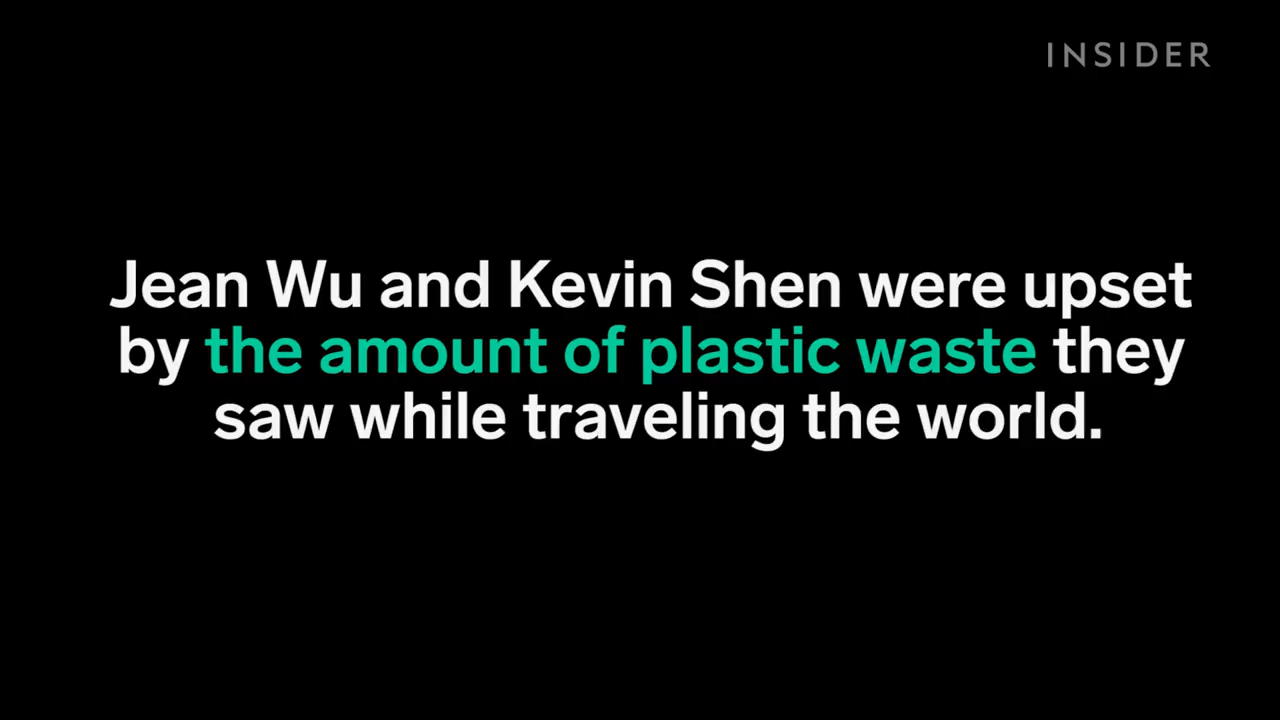 INSIDER
Jean Wu and Kevin Shen were upset
by the amount of plastic waste they
saw while traveling the world.